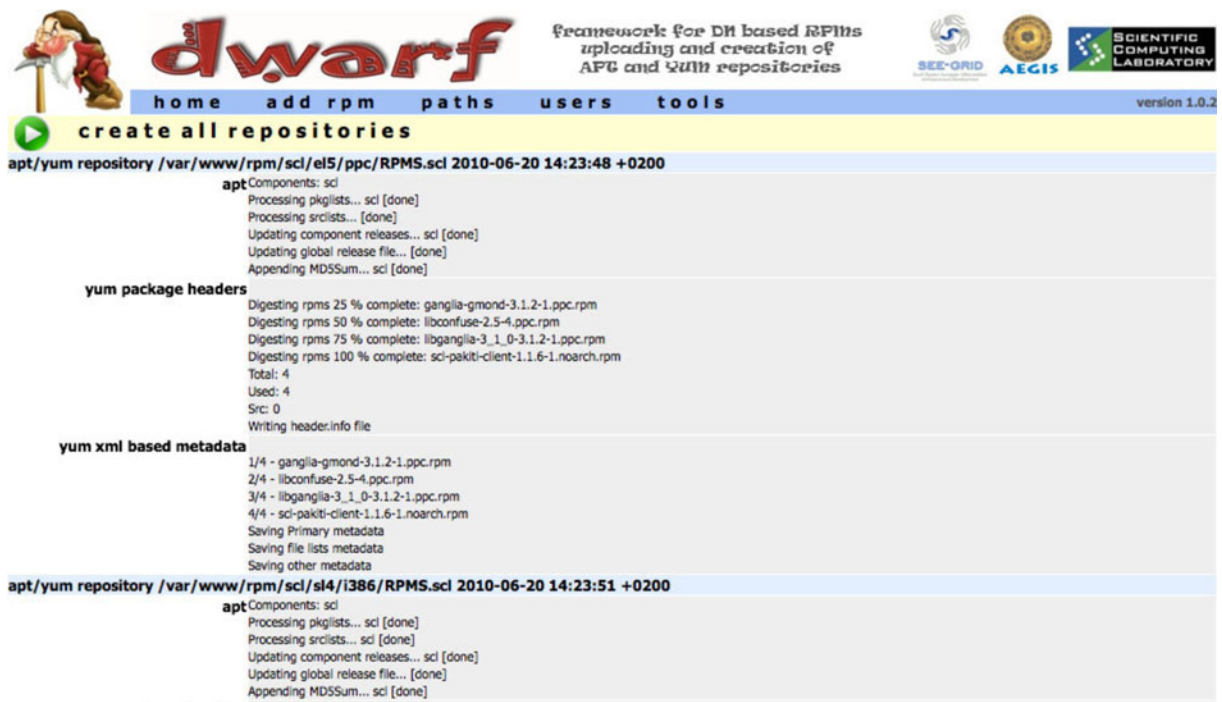 dwarf
framework for DN based RPMs
uploading and creation of
APT and YUM repositories
SEE-GRID
AEGIS
SCIENTIFIC
COMPUTING
LABORATORY
home add rpm paths users tools version 1.0.2
create all repositories
apt/yum repository /var/www/rpm/scl/el5/ppc/RPMS.scl 2010-06-20 14:23:48 +0200
apt Components: scl
Processing pkglists... scl [done]
Processing srclists... [done]
Updating component releases... scl [done]
Updating global release file... [done]
Appending MD5Sum... scl [done]
yum package headers
Digesting rpms 25 % complete: ganglia-gmond-3.1.2-1.ppc.rpm
Digesting rpms 50 % complete: libconfuse-2.5-4.ppc.rpm
Digesting rpms 75 % complete: libganglia-3_1_0-3.1.2-1.ppc.rpm
Digesting rpms 100 % complete: scl-pakiti-client-1.1.6-1.noarch.rpm
Total: 4
Used: 4
Src: 0
Writing header.info file
yum xml based metadata
1/4 - ganglia-gmond-3.1.2-1.ppc.rpm
2/4 - libconfuse-2.5-4.ppc.rpm
3/4 - libganglia-3_1_0-3.1.2-1.ppc.rpm
4/4 - scl-pakiti-client-1.1.6-1.noarch.rpm
Saving Primary metadata
Saving file lists metadata
Saving other metadata
apt/yum repository /var/www/rpm/scl/sl4/i386/RPMS.scl 2010-06-20 14:23:51 +0200
apt Components: scl
Processing pkglists... scl [done]
Processing srclists... scl [done]
Updating component releases... scl [done]
Updating global release file... [done]
Appending MD5Sum... scl [done]